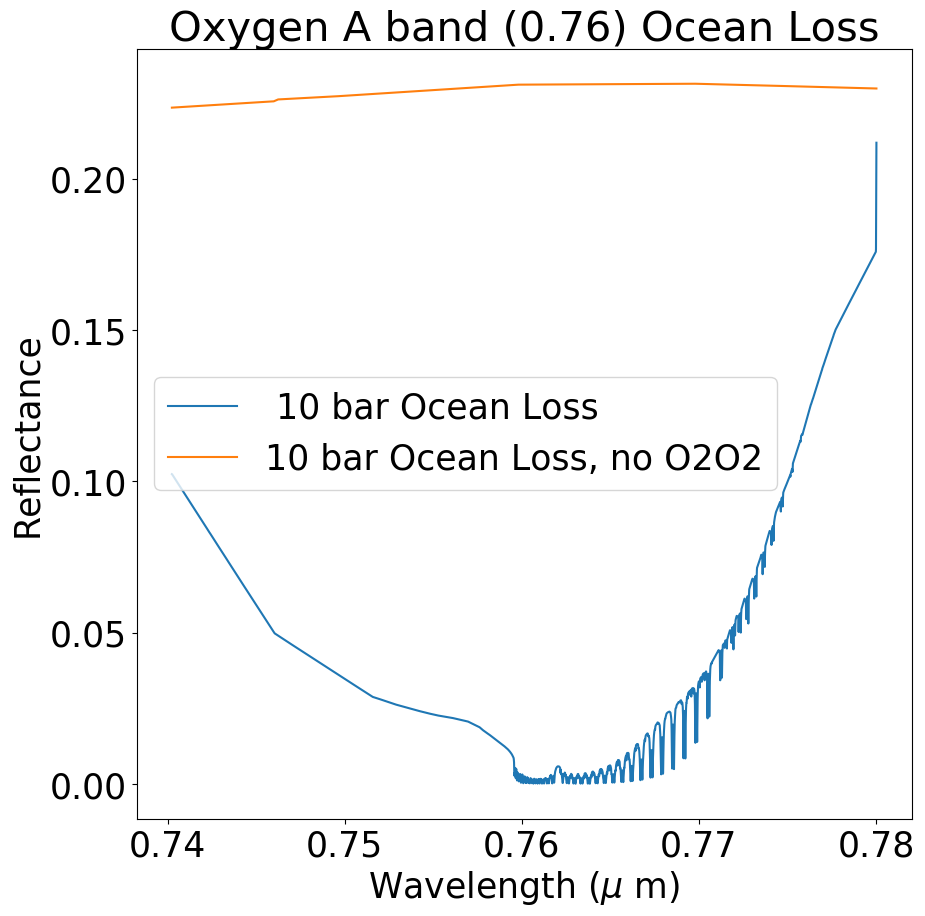 Oxygen A band (0.76) Ocean Loss
Reflectance
0.20
0.15
0.10
0.05
0.00
10 bar Ocean Loss
10 bar Ocean Loss, no O2O2
0.74 0.75 0.76 0.77 0.78
Wavelength (μ m)